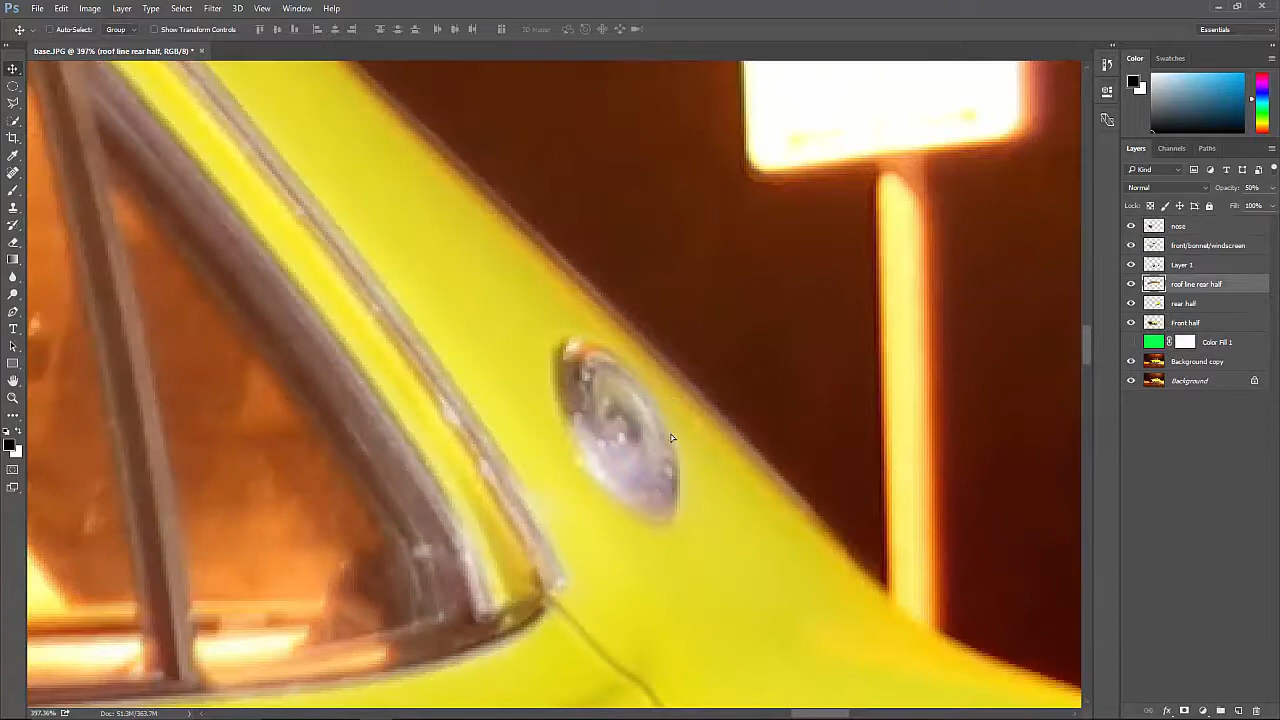 Ps File Edit Image Layer Type Select Filter 3D View Window Help
Auto-Select: Group Show Transform Controls 3D Mode: Essentials
base.JPG @ 397% (roof line rear half, RGB/8) * ×
Color Swatches
Layers Channels Paths
Kind
Normal Opacity: 50%
Lock: Fill: 100%
nose
front/bonnet/windscreen
Layer 1
roof line rear half
rear half
Front half
Color Fill 1
Background copy
Background
397.36% Doc: 51.3M/363.7M